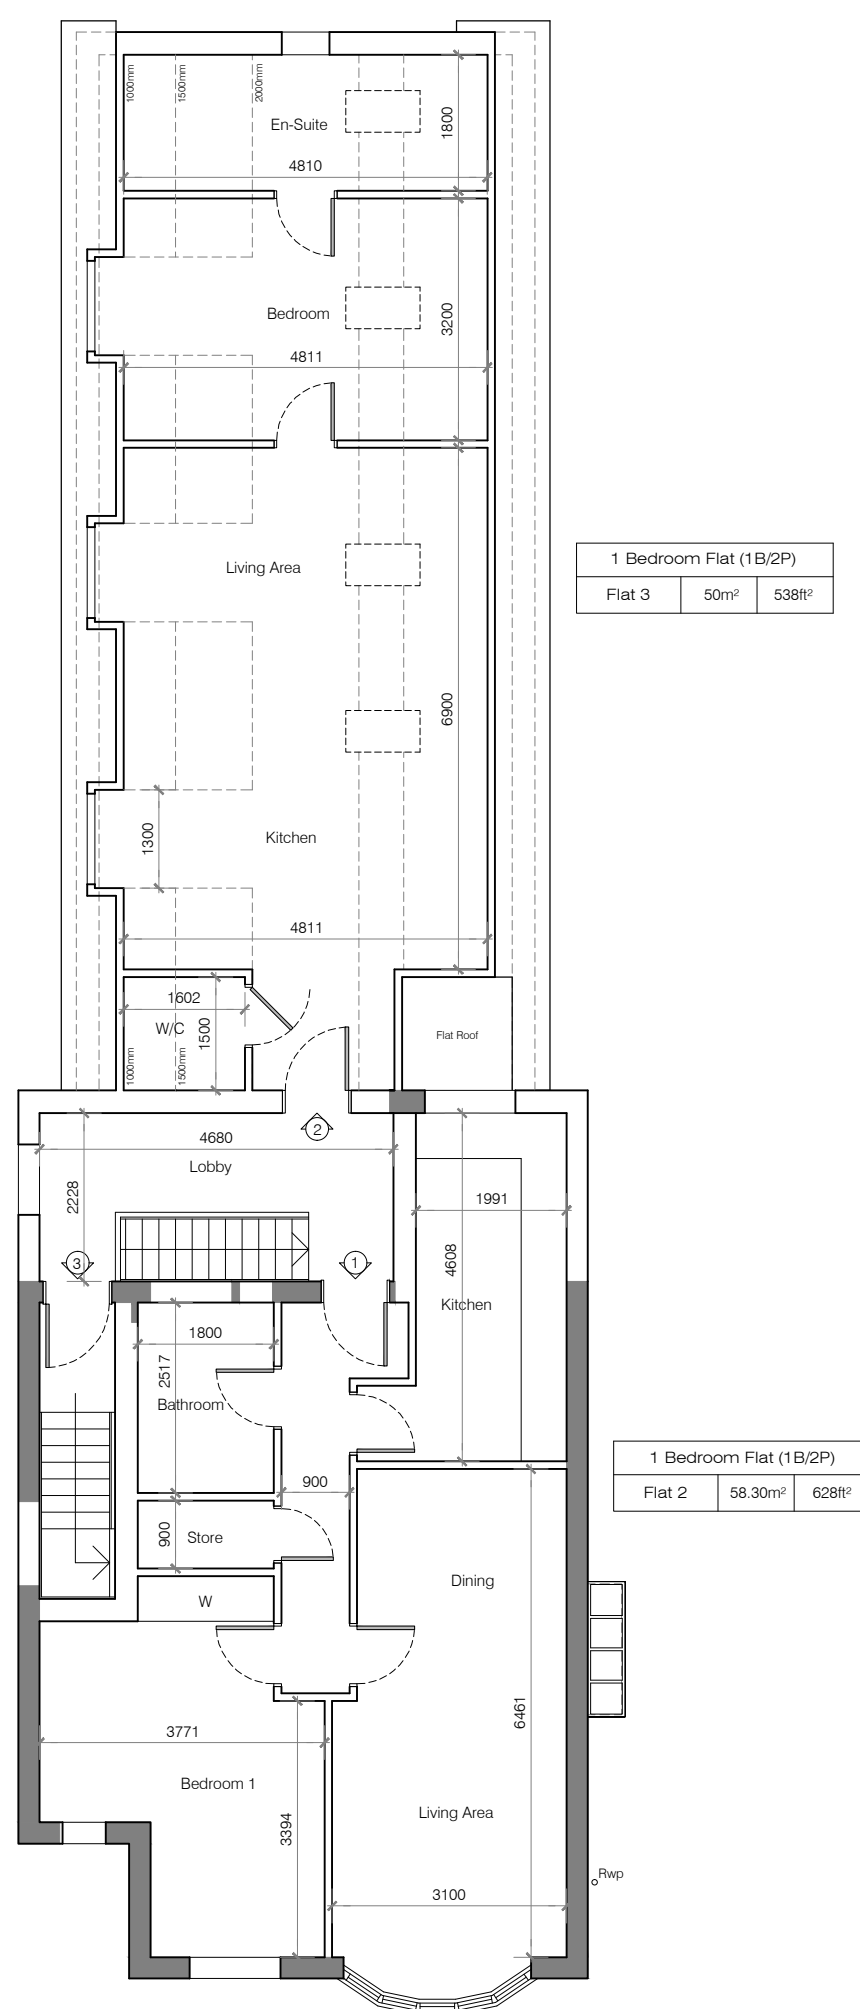 1000mm
1500mm
2000mm
En-Suite
1800
4810
Bedroom
3200
4811
Living Area
1 Bedroom Flat (1B/2P)
Flat 3 50m² 538ft²
6900
1300
Kitchen
4811
1602
W/C
1500
1000mm
1500mm
Flat Roof
2
4680
Lobby
2228
1991
3
1
4608
Kitchen
1800
2517
Bathroom
1 Bedroom Flat (1B/2P)
Flat 2 58.30m² 628ft²
900
900
Store
Dining
W
6461
3771
Bedroom 1
3394
Living Area
Rwp
3100